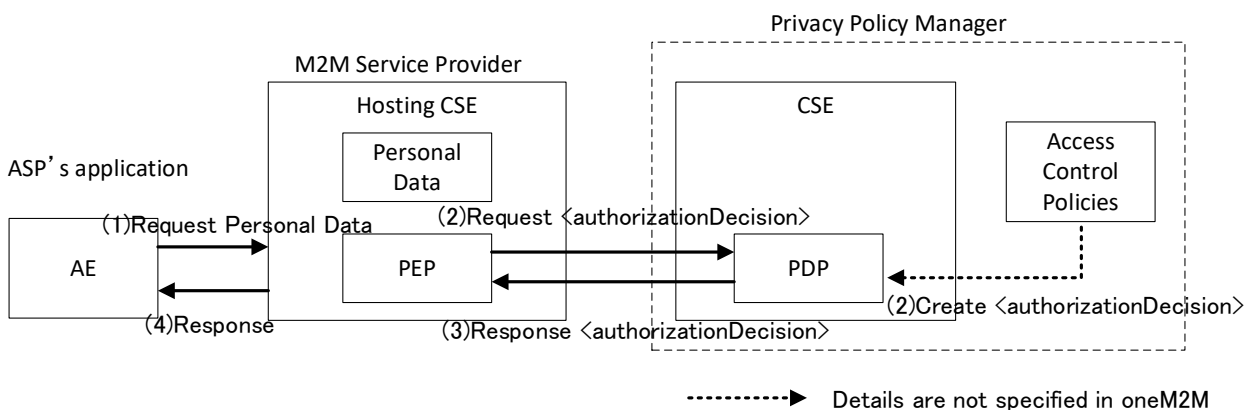 Privacy Policy Manager
M2M Service Provider
Hosting CSE
CSE
Personal
Data
Access
Control
Policies
ASP's application
(1)Request Personal Data
(2)Request <authorizationDecision>
AE
PEP
PDP
(2)Create <authorizationDecision>
(4)Response
(3)Response <authorizationDecision>
Details are not specified in oneM2M